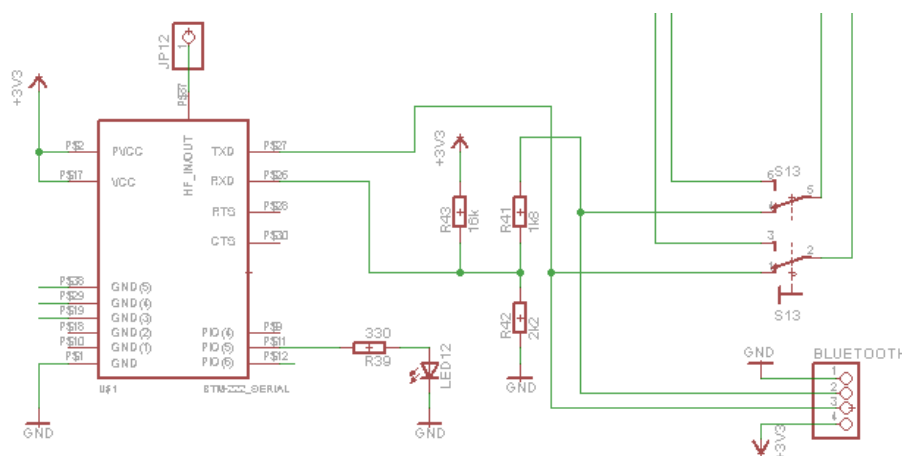 JP12
1
+3V3
P$37
HF_IN/OUT
P$2
PVCC
P$17
VCC
TXD
P$27
RXD
P$26
RTS
P$28
CTS
P$30
P$38
GND(5)
P$29
GND(4)
P$19
GND(3)
P$18
GND(2)
P$10
GND(1)
P$1
GND
PIO(4)
P$9
PIO(5)
P$11
PIO(6)
P$12
U$1
GND
330
R39
LED12
GND
+3V3
R43
16k
R41
1k8
R42
2k2
GND
S13
6
5
4
3
2
1
S13
GND
BLUETOOTH
1
2
3
4
+3V3